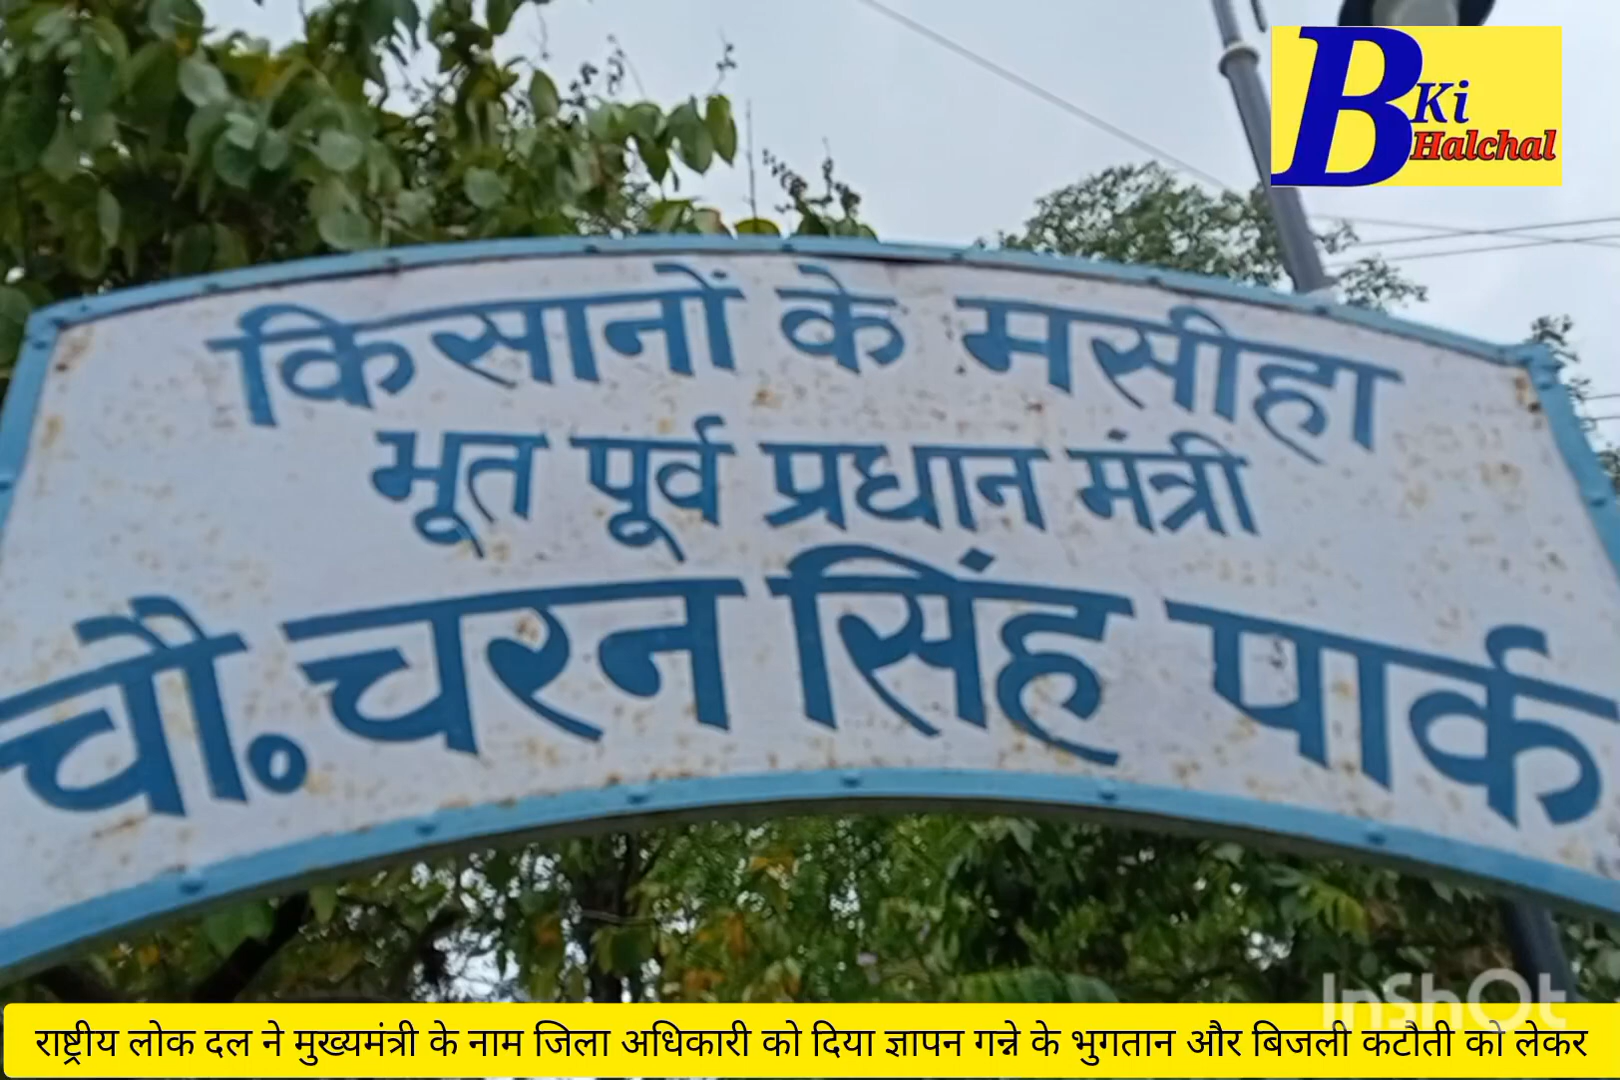 B Ki
Halchal
किसानों के मसीहा
भूत पूर्व प्रधान मंत्री
चौ. चरन सिंह पार्क
InShOt
राष्ट्रीय लोक दल ने मुख्यमंत्री के नाम जिला अधिकारी को दिया ज्ञापन गन्ने के भुगतान और बिजली कटौती को लेकर